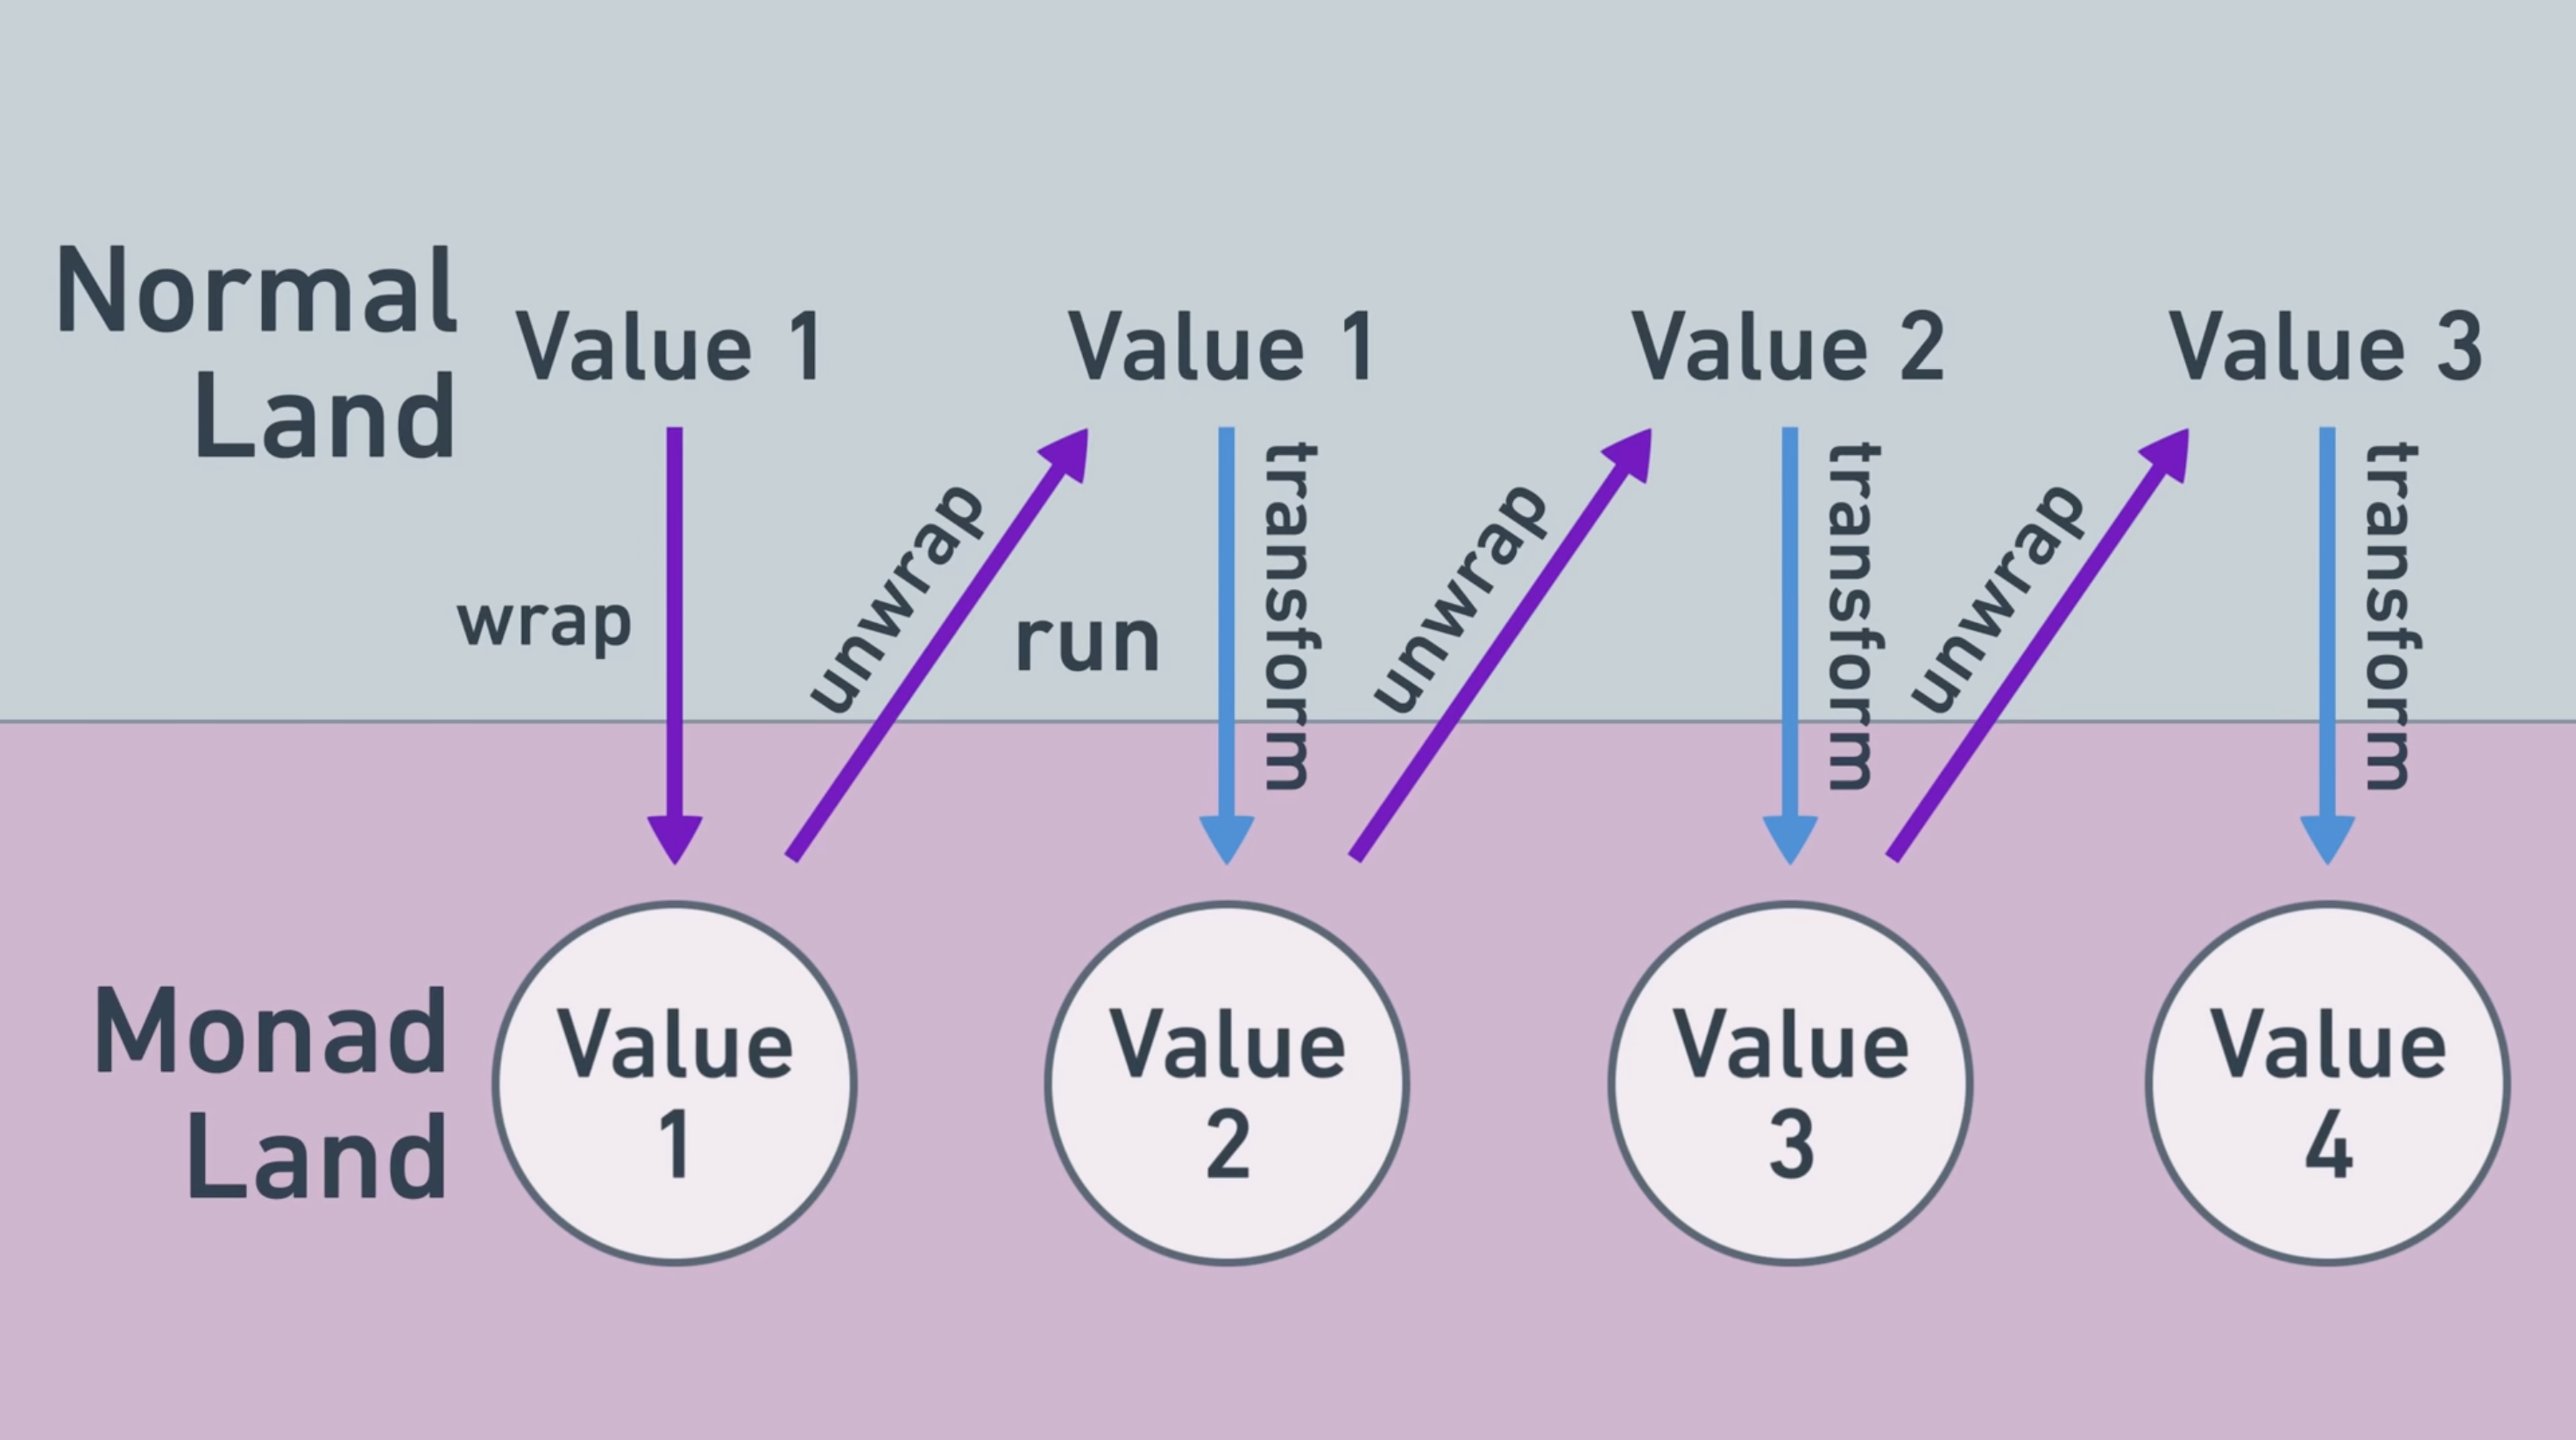 Normal
Land
Value 1
Value 1
Value 2
Value 3
wrap
unwrap
run
transform
unwrap
transform
unwrap
transform
Monad
Land
Value
1
Value
2
Value
3
Value
4